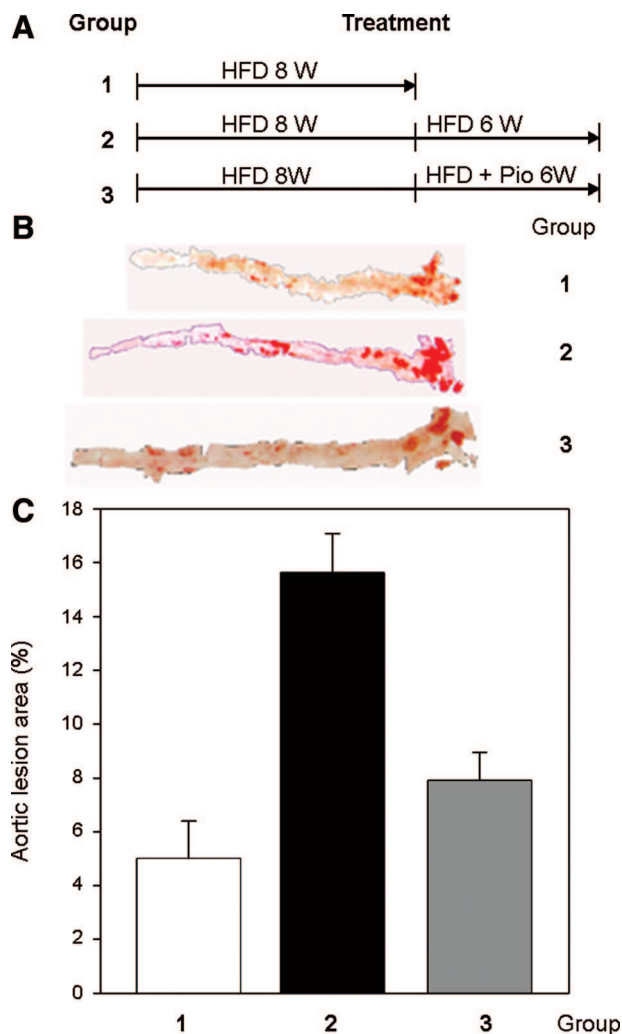 A Group Treatment
1 HFD 8 W
2 HFD 8 W HFD 6 W
3 HFD 8W HFD + Pio 6W
B Group
1
2
3
C
Aortic lesion area (%)
18
16
14
12
10
8
6
4
2
0
1 2 3 Group